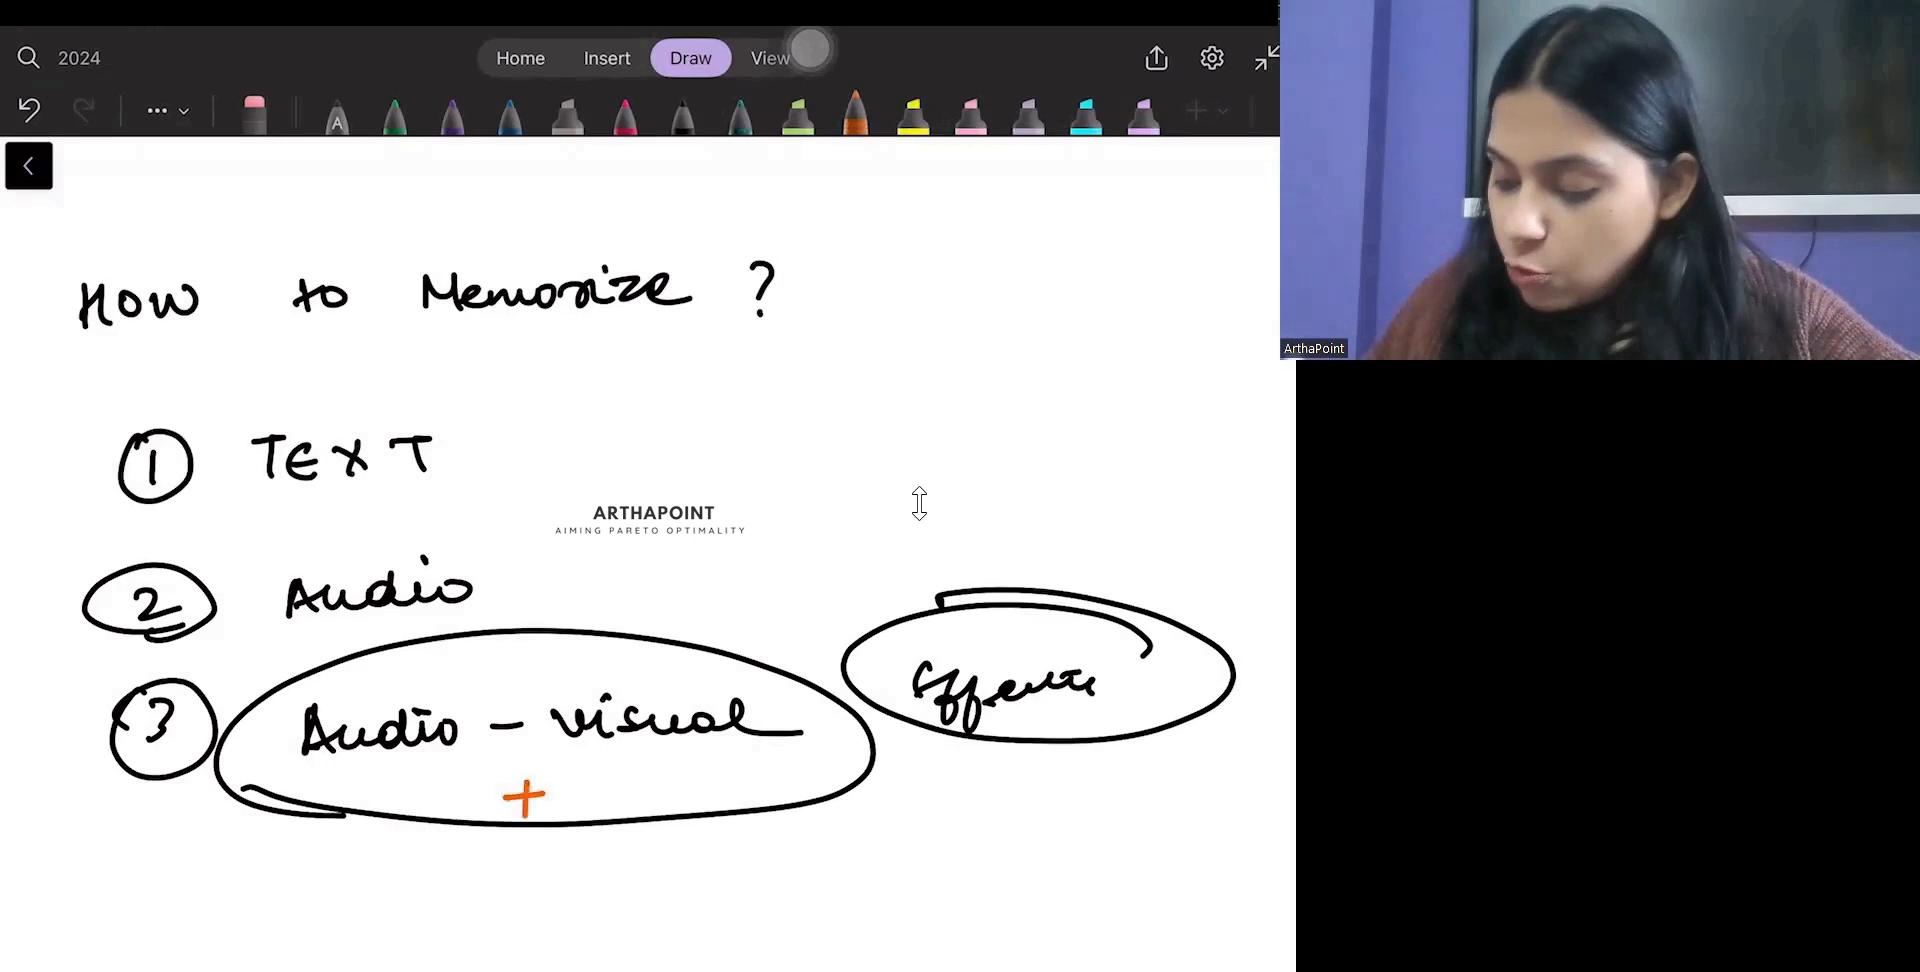 2024
Home Insert Draw View
A
How to Memorize ?
1 TEXT
ARTHAPOINT
AIMING PARETO OPTIMALITY
2 Audio
3 Audio - visual
+
ArthaPoint